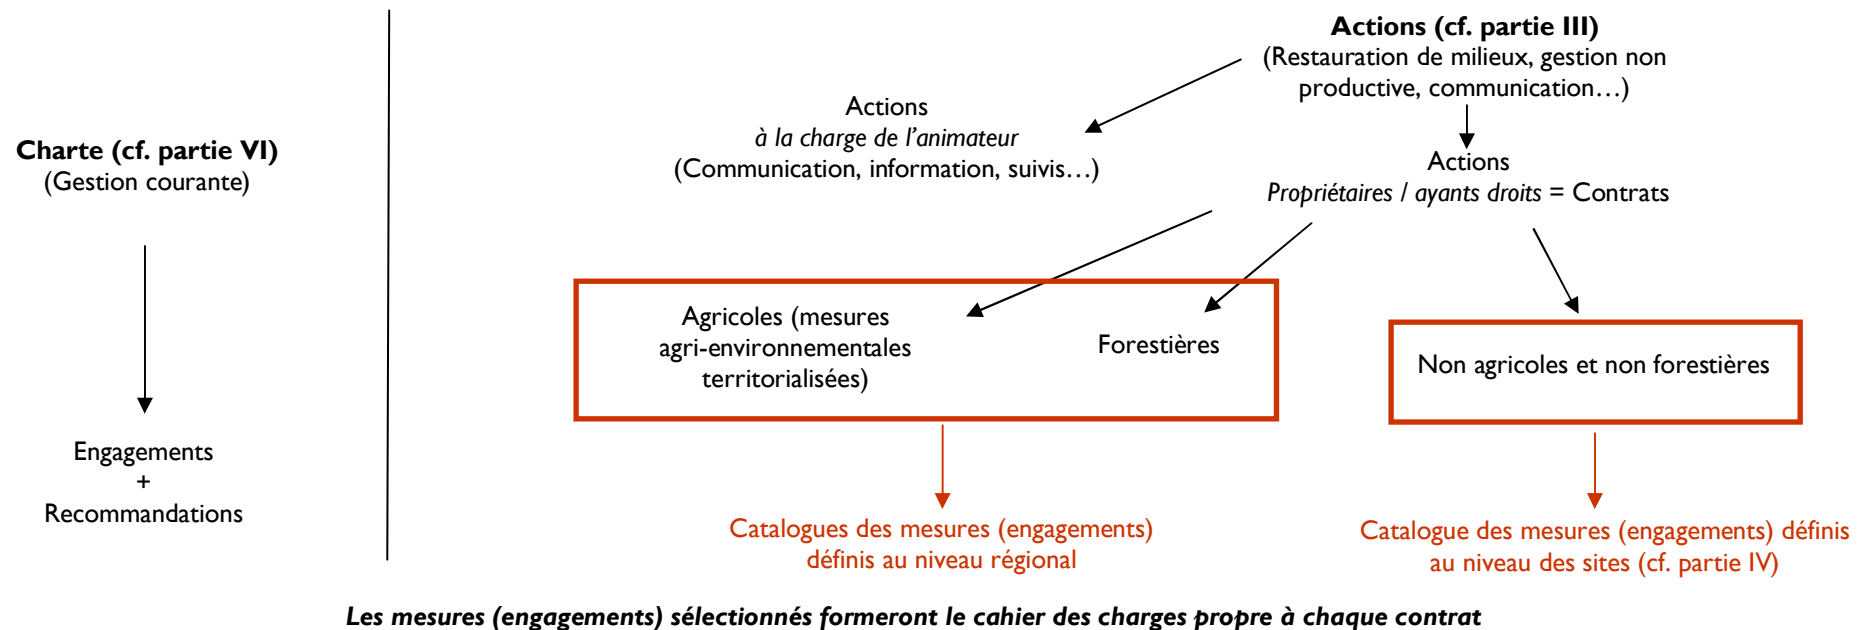 Charte (cf. partie VI)
(Gestion courante)
Engagements
+
Recommandations
Actions (cf. partie III)
(Restauration de milieux, gestion non
productive, communication…)
Actions
à la charge de l’animateur
(Communication, information, suivis…)
Actions
Propriétaires / ayants droits = Contrats
Agricoles (mesures
agri-environnementales
territorialisées)
Forestières
Non agricoles et non forestières
Catalogues des mesures (engagements)
définis au niveau régional
Catalogue des mesures (engagements) définis
au niveau des sites (cf. partie IV)
Les mesures (engagements) sélectionnés formeront le cahier des charges propre à chaque contrat